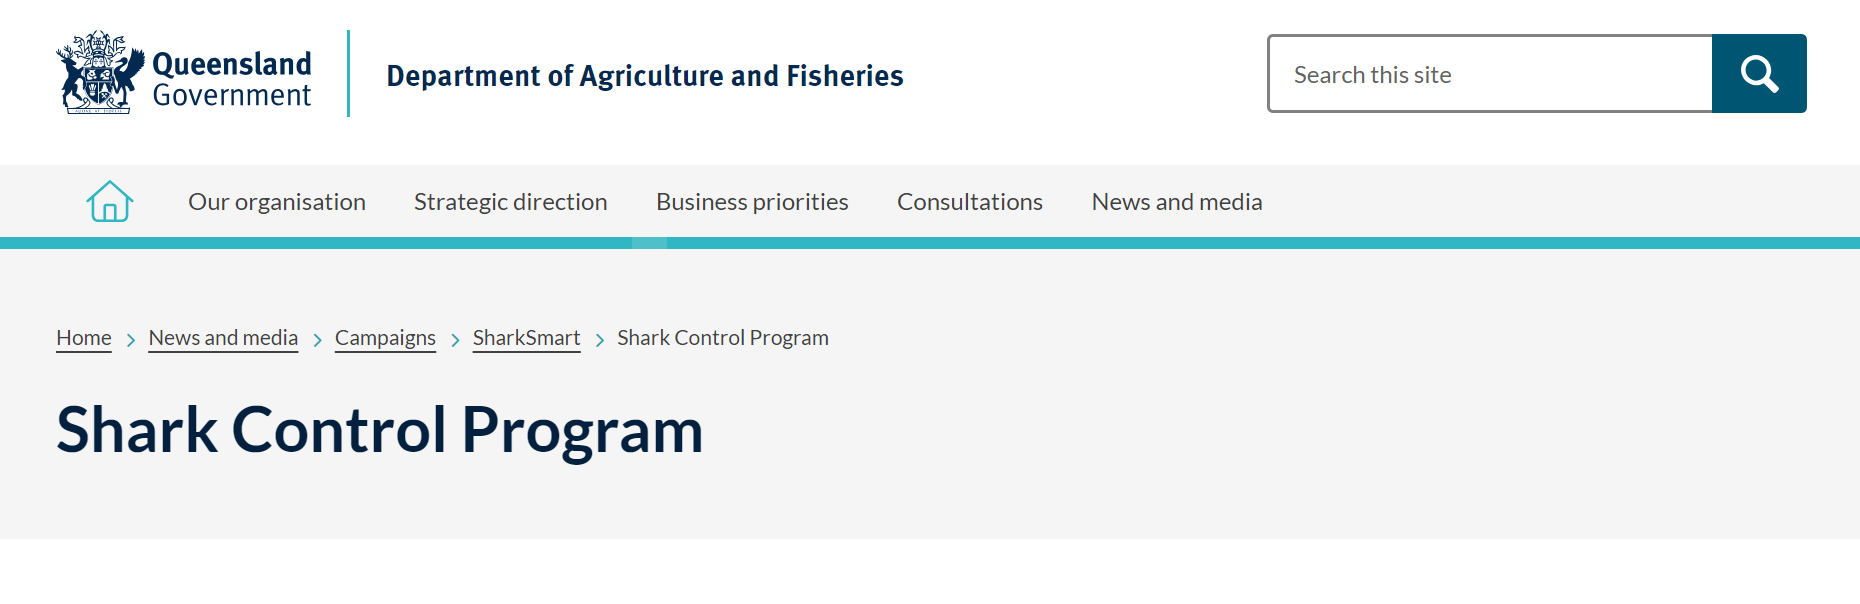 Queensland
Government
Department of Agriculture and Fisheries
Search this site
Our organisation Strategic direction Business priorities Consultations News and media
Home News and media Campaigns SharkSmart Shark Control Program
Shark Control Program